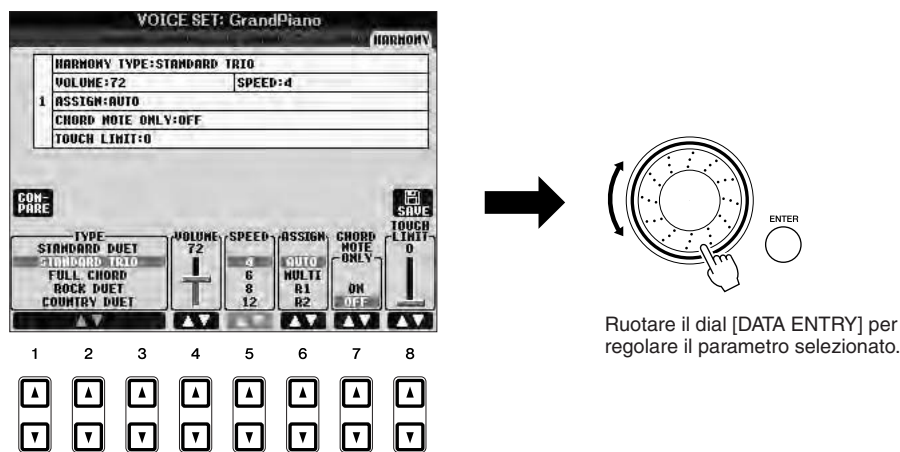 VOICE SET: GrandPiano
HARMONY
HARMONY TYPE:STANDARD TRIO
VOLUME:72 SPEED:4
1 ASSIGN:AUTO
CHORD NOTE ONLY:OFF
TOUCH LIMIT:0
COM-
PARE
SAVE
TYPE VOLUME SPEED ASSIGN CHORD NOTE ONLY TOUCH LIMIT
STANDARD DUET 72 0
STANDARD TRIO 4 AUTO
FULL CHORD 6 MULTI
ROCK DUET 8 R1 ON
COUNTRY DUET 12 R2 OFF
1 2 3 4 5 6 7 8
ENTER
Ruotare il dial [DATA ENTRY] per
regolare il parametro selezionato.